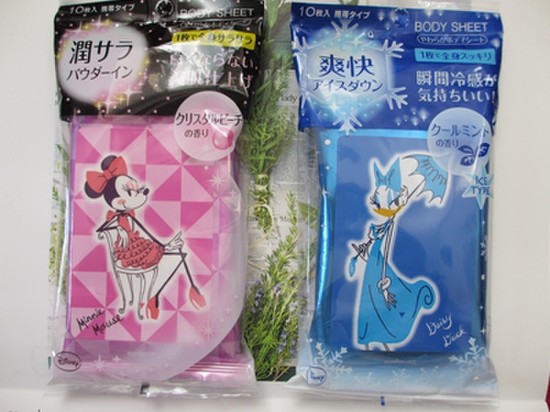 10枚入 携帯タイプ
BODY SHEET
潤サラ
パウダーイン
1枚で全身サラサラ
クリスタルピーチ
の香り
Minnie
Mouse
Disney
10枚入 携帯タイプ
BODY SHEET
1枚で全身スッキリ
爽快
アイスダウン
瞬間冷感が
気持ちいい!
クールミント
の香り
ICE
TYPE
Daisy
Duck
Disney